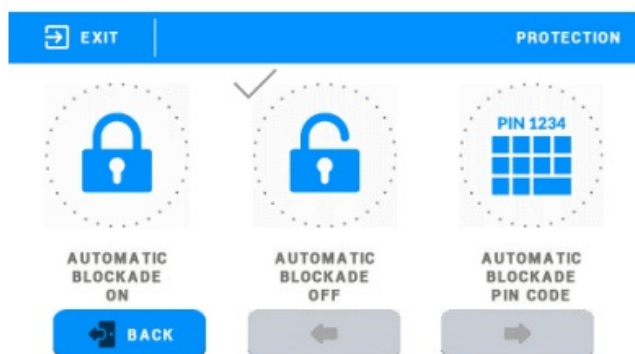 EXIT
PROTECTION
PIN 1234
AUTOMATIC
BLOCKADE
ON
AUTOMATIC
BLOCKADE
OFF
AUTOMATIC
BLOCKADE
PIN CODE
BACK